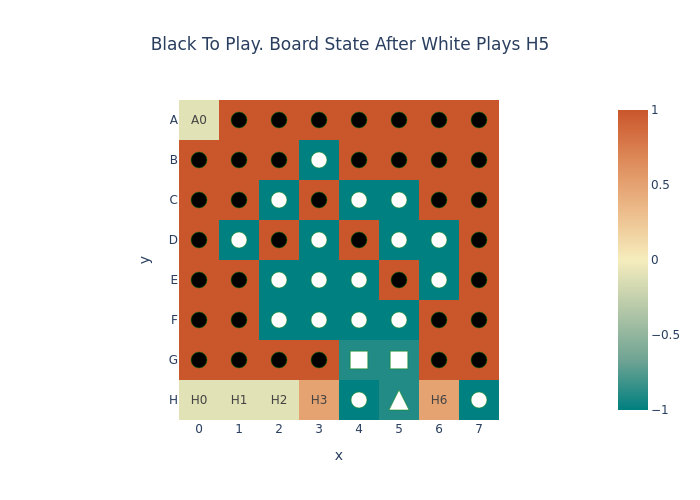 Black To Play. Board State After White Plays H5
A A0
B
C
D
E
F
G
H H0 H1 H2 H3 H6
0 1 2 3 4 5 6 7
x
y
1
0.5
0
−0.5
−1